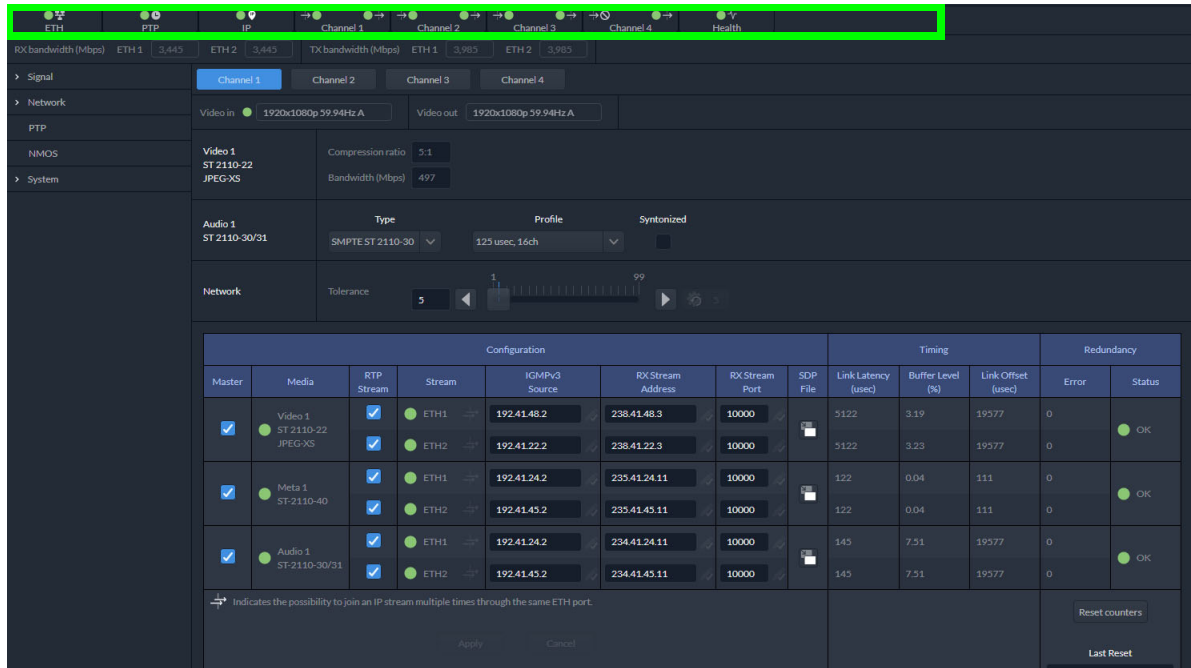 ETH PTP IP Channel 1 Channel 2 Channel 3 Channel 4 Health
RX bandwidth (Mbps) ETH 1 3,445 ETH 2 3,445 TX bandwidth (Mbps) ETH 1 3,985 ETH 2 3,985
Signal
Network
PTP
NMOS
System
Channel 1 Channel 2 Channel 3 Channel 4
Video in 1920x1080p 59.94Hz A Video out 1920x1080p 59.94Hz A
Video 1
ST 2110-22
JPEG-XS
Compression ratio 5:1
Bandwidth (Mbps) 497
Audio 1
ST 2110-30/31
Type Profile Syntonized
SMPTE ST 2110-30 125 usec, 16ch
Network
Tolerance 5
1 99
Configuration Timing Redundancy
Master Media RTP Stream Stream IGMPv3 Source RX Stream Address RX Stream Port SDP File Link Latency (usec) Buffer Level (%) Link Offset (usec) Error Status
Video 1
ST 2110-22
JPEG-XS
ETH1 192.41.48.2 238.41.48.3 10000 5122 3.19 19577 0
OK
ETH2 192.41.22.2 238.41.22.3 10000 5122 3.23 19577 0
Meta 1
ST-2110-40
ETH1 192.41.24.2 235.41.24.11 10000 122 0.04 111 0
OK
ETH2 192.41.45.2 235.41.45.11 10000 122 0.04 111 0
Audio 1
ST-2110-30/31
ETH1 192.41.24.2 234.41.24.11 10000 145 7.51 19577 0
OK
ETH2 192.41.45.2 234.41.45.11 10000 145 7.51 19577 0
Indicates the possibility to join an IP stream multiple times through the same ETH port.
Apply Cancel
Reset counters
Last Reset